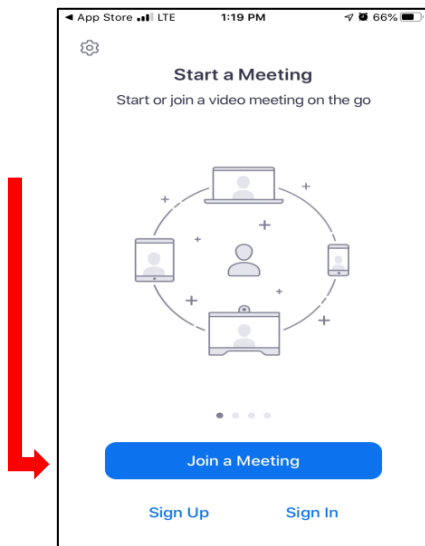 App Store LTE 1:19 PM 66%
Start a Meeting
Start or join a video meeting on the go
Join a Meeting
Sign Up Sign In